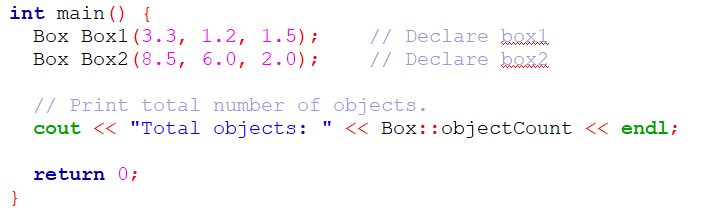 int main() {
  Box Box1(3.3, 1.2, 1.5);    // Declare box1
  Box Box2(8.5, 6.0, 2.0);    // Declare box2
  // Print total number of objects.
  cout << "Total objects: " << Box::objectCount << endl;
  return 0;
}